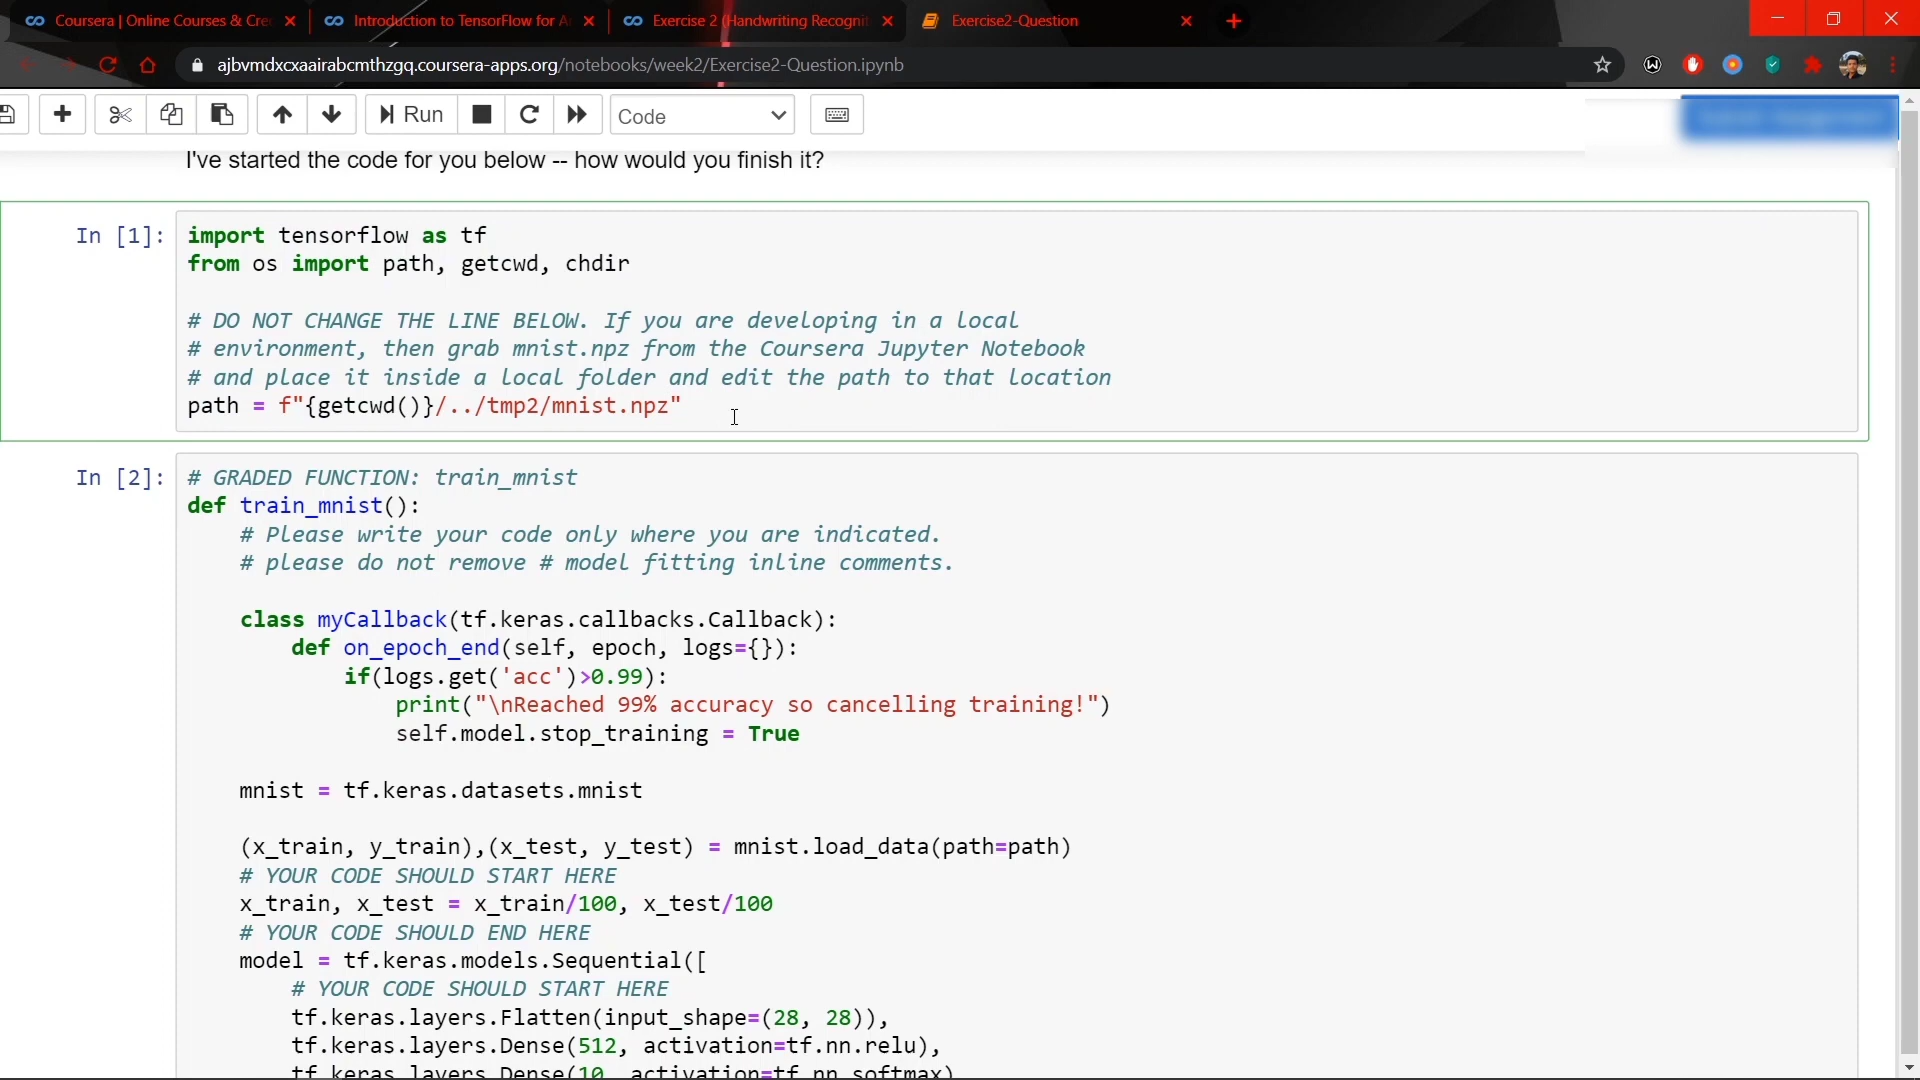 Coursera | Online Courses & Cre
Introduction to TensorFlow for A
Exercise 2 (Handwriting Recognit
Exercise2-Question
ajbvmdxcxaairabcmthzgq.coursera-apps.org/notebooks/week2/Exercise2-Question.ipynb
Run
Code
I've started the code for you below -- how would you finish it?
In [1]:
import tensorflow as tf
from os import path, getcwd, chdir
# DO NOT CHANGE THE LINE BELOW. If you are developing in a local
# environment, then grab mnist.npz from the Coursera Jupyter Notebook
# and place it inside a local folder and edit the path to that location
path = f"{getcwd()}/../tmp2/mnist.npz"
In [2]:
# GRADED FUNCTION: train_mnist
def train_mnist():
# Please write your code only where you are indicated.
# please do not remove # model fitting inline comments.
class myCallback(tf.keras.callbacks.Callback):
def on_epoch_end(self, epoch, logs={}):
if(logs.get('acc')>0.99):
print("\nReached 99% accuracy so cancelling training!")
self.model.stop_training = True
mnist = tf.keras.datasets.mnist
(x_train, y_train),(x_test, y_test) = mnist.load_data(path=path)
# YOUR CODE SHOULD START HERE
x_train, x_test = x_train/100, x_test/100
# YOUR CODE SHOULD END HERE
model = tf.keras.models.Sequential([
# YOUR CODE SHOULD START HERE
tf.keras.layers.Flatten(input_shape=(28, 28)),
tf.keras.layers.Dense(512, activation=tf.nn.relu),
tf.keras.layers.Dense(10, activation=tf.nn.softmax)